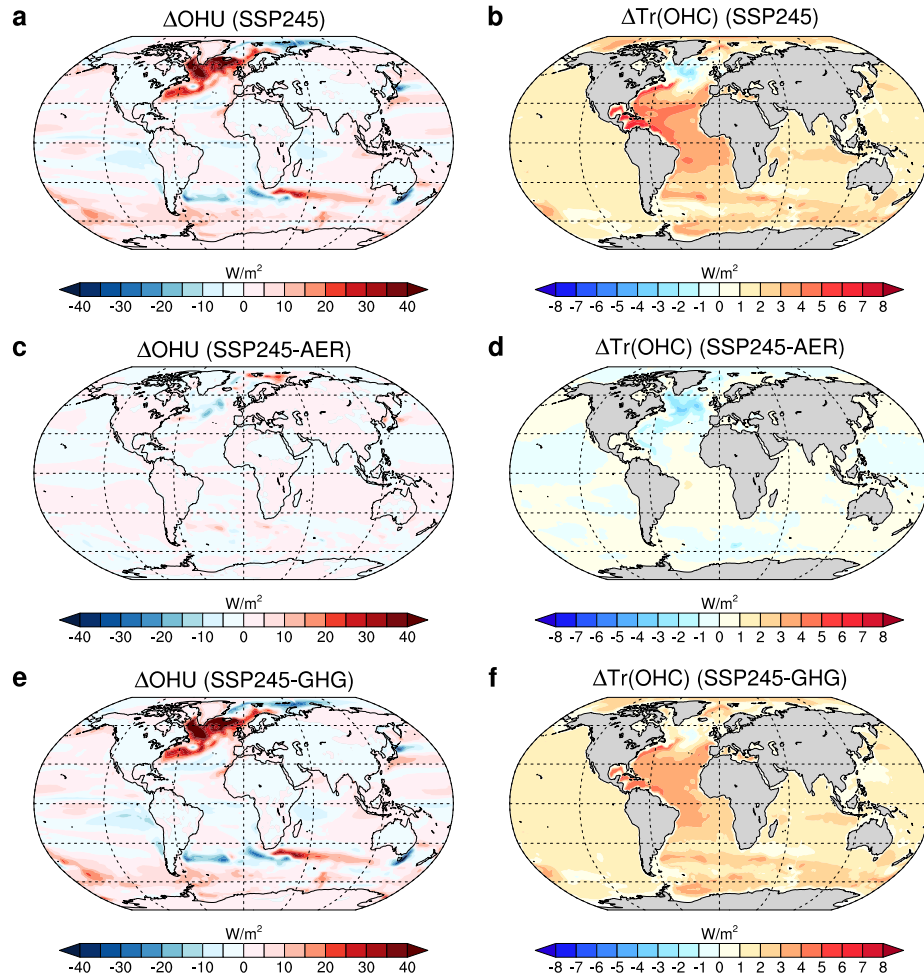 a ΔOHU (SSP245)
b ΔTr(OHC) (SSP245)
W/m²
-40 -30 -20 -10 0 10 20 30 40
W/m²
-8 -7 -6 -5 -4 -3 -2 -1 0 1 2 3 4 5 6 7 8
c ΔOHU (SSP245-AER)
d ΔTr(OHC) (SSP245-AER)
W/m²
-40 -30 -20 -10 0 10 20 30 40
W/m²
-8 -7 -6 -5 -4 -3 -2 -1 0 1 2 3 4 5 6 7 8
e ΔOHU (SSP245-GHG)
f ΔTr(OHC) (SSP245-GHG)
W/m²
-40 -30 -20 -10 0 10 20 30 40
W/m²
-8 -7 -6 -5 -4 -3 -2 -1 0 1 2 3 4 5 6 7 8